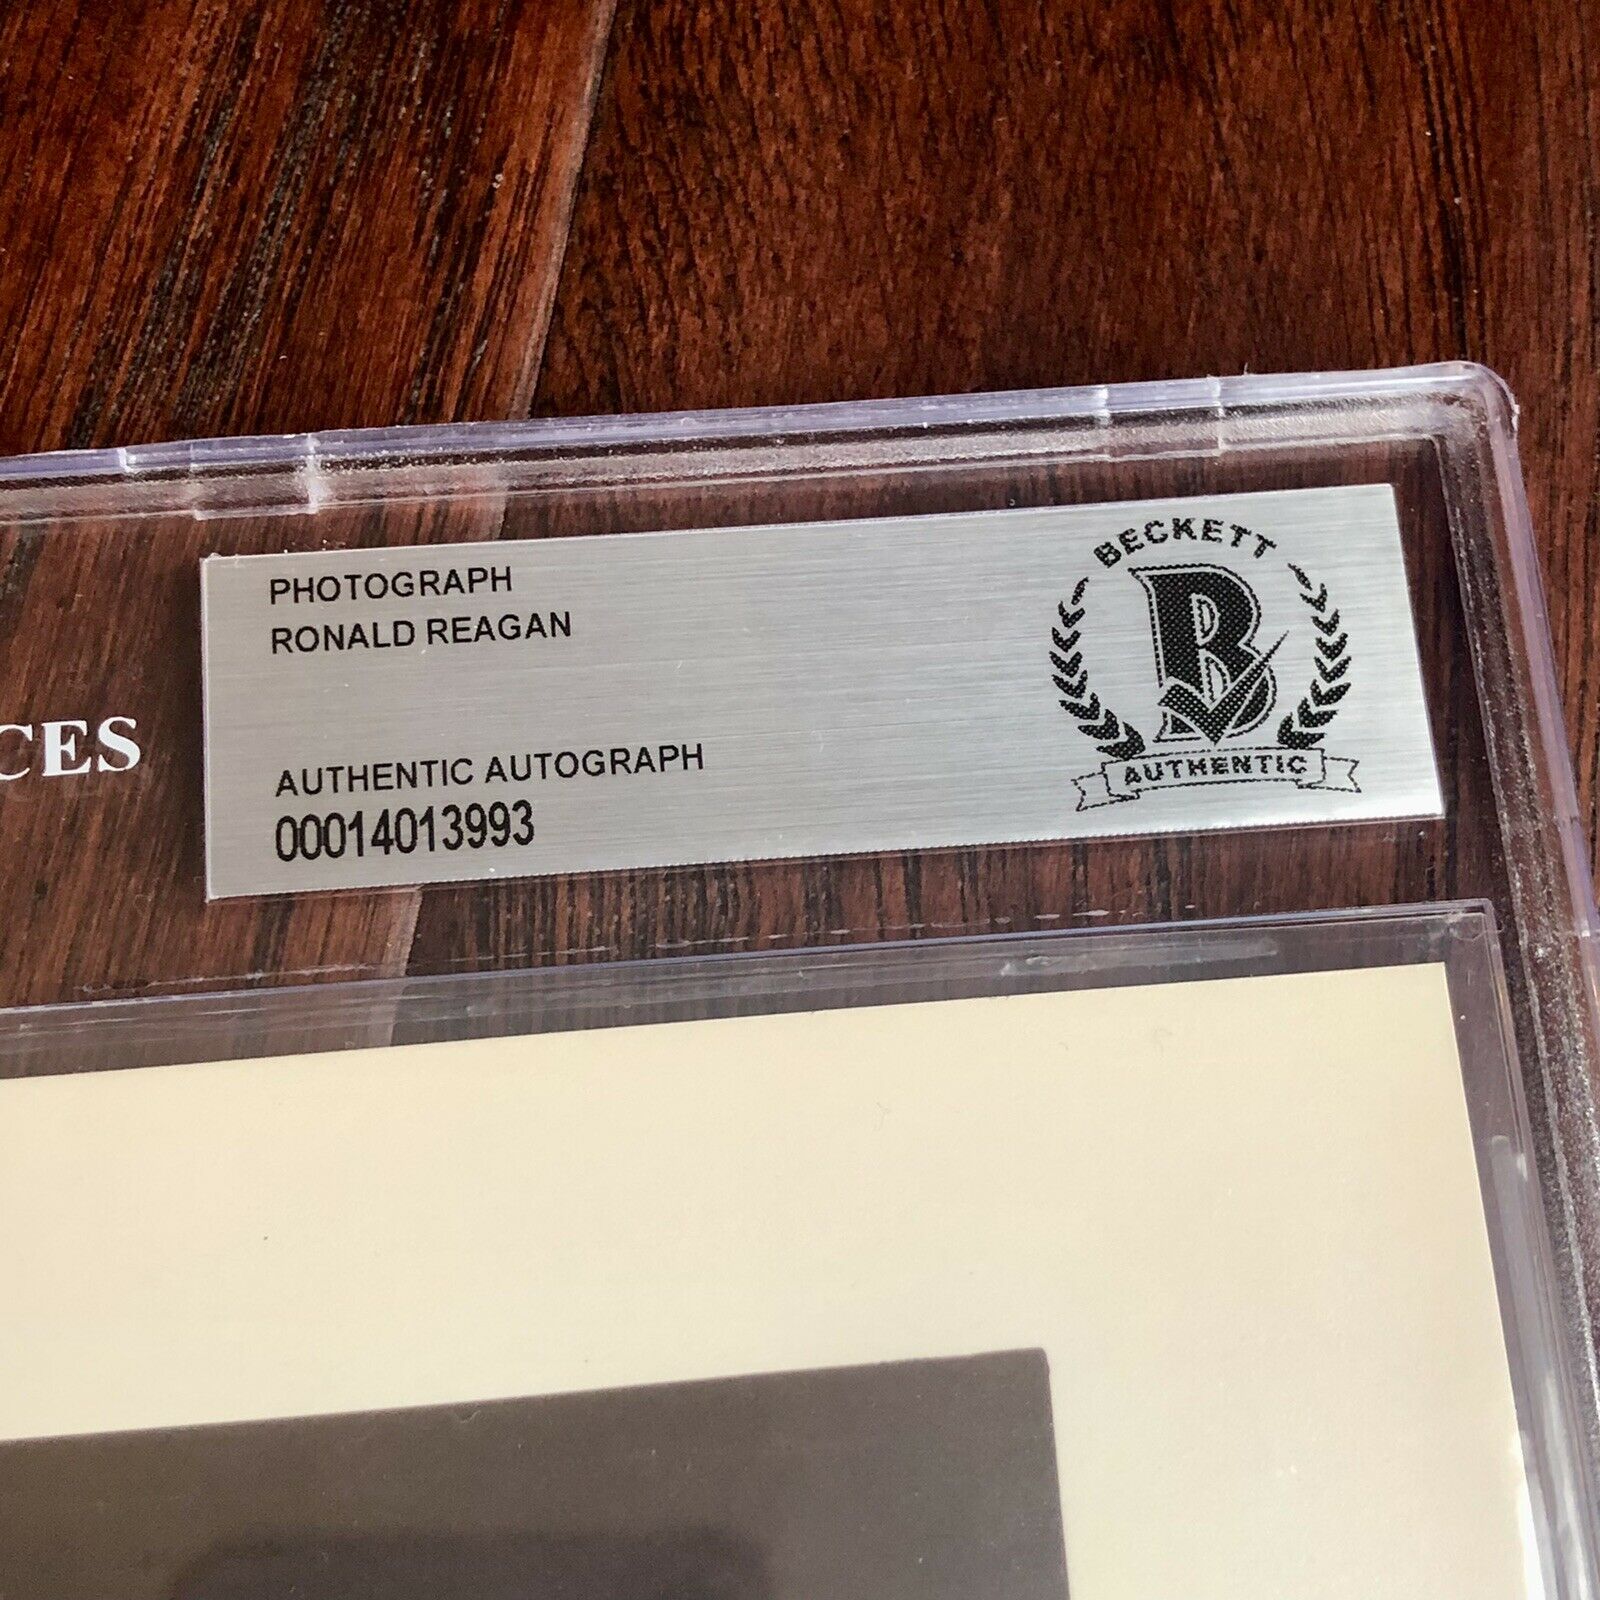 PHOTOGRAPH
RONALD REAGAN
AUTHENTIC AUTOGRAPH
00014013993
BECKETT
B
AUTHENTIC
CES